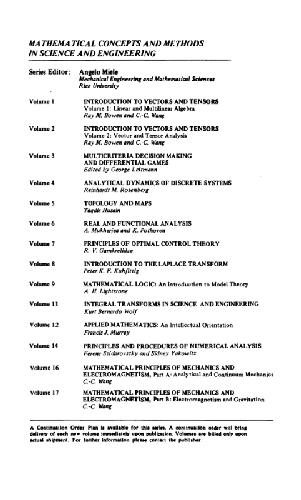 MATHEMATICAL CONCEPTS AND METHODS
IN SCIENCE AND ENGINEERING
Series Editor: Angelo Miele
Mechanical Engineering and Mathematical Sciences
Rice University
Volume 1 INTRODUCTION TO VECTORS AND TENSORS
Volume 1: Linear and Multilinear Algebra
Ray M. Bowen and C.-C. Wang
Volume 2 INTRODUCTION TO VECTORS AND TENSORS
Volume 2: Vector and Tensor Analysis
Ray M. Bowen and C.-C. Wang
Volume 3 MULTICRITERIA DECISION MAKING
AND DIFFERENTIAL GAMES
Edited by George Leitmann
Volume 4 ANALYTICAL DYNAMICS OF DISCRETE SYSTEMS
Reinhardt M. Rosenberg
Volume 5 TOPOLOGY AND MAPS
Taqdir Husain
Volume 6 REAL AND FUNCTIONAL ANALYSIS
A. Mukherjea and K. Pothoven
Volume 7 PRINCIPLES OF OPTIMAL CONTROL THEORY
R. V. Gamkrelidze
Volume 8 INTRODUCTION TO THE LAPLACE TRANSFORM
Peter K. F. Kuhfittig
Volume 9 MATHEMATICAL LOGIC: An Introduction to Model Theory
A. H. Lightstone
Volume 11 INTEGRAL TRANSFORMS IN SCIENCE AND ENGINEERING
Kurt Bernardo Wolf
Volume 12 APPLIED MATHEMATICS: An Intellectual Orientation
Francis J. Murray
Volume 14 PRINCIPLES AND PROCEDURES OF NUMERICAL ANALYSIS
Ferenc Szidarovszky and Sidney Yakowitz
Volume 16 MATHEMATICAL PRINCIPLES OF MECHANICS AND
ELECTROMAGNETISM, Part A: Analytical and Continuum Mechanics
C.-C. Wang
Volume 17 MATHEMATICAL PRINCIPLES OF MECHANICS AND
ELECTROMAGNETISM, Part B: Electromagnetism and Gravitation
C.-C. Wang
A Continuation Order Plan is available for this series. A continuation order will bring
delivery of each new volume immediately upon publication. Volumes are billed only upon
actual shipment. For further information please contact the publisher.